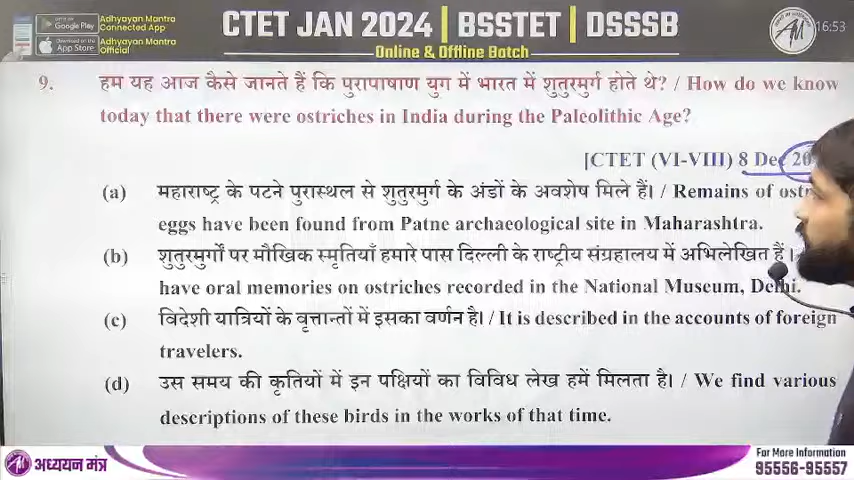 Google Play
Adhyayan Mantra
Connected App
App Store
Adhyayan Mantra
Official
CTET JAN 2024 | BSSTET | DSSSB
Online & Offline Batch
16:53
9. हम यह आज कैसे जानते हैं कि पुरापाषाण युग में भारत में शुतुरमुर्ग होते थे? / How do we know
today that there were ostriches in India during the Paleolithic Age?
[CTET (VI-VIII) 8 Dec
(a) महाराष्ट्र के पटने पुरास्थल से शुतुरमुर्ग के अंडों के अवशेष मिले हैं। / Remains of
eggs have been found from Patne archaeological site in Maharashtra.
(b) शुतुरमुर्गों पर मौखिक स्मृतियाँ हमारे पास दिल्ली के राष्ट्रीय संग्रहालय में अभिलेखित हैं।
have oral memories on ostriches recorded in the National Museum, Delhi.
(c) विदेशी यात्रियों के वृत्तान्तों में इसका वर्णन है। / It is described in the accounts of foreign
travelers.
(d) उस समय की कृतियों में इन पक्षियों का विविध लेख हमें मिलता है। / We find various
descriptions of these birds in the works of that time.
अध्ययन मंत्र
For More Information
95556-95557